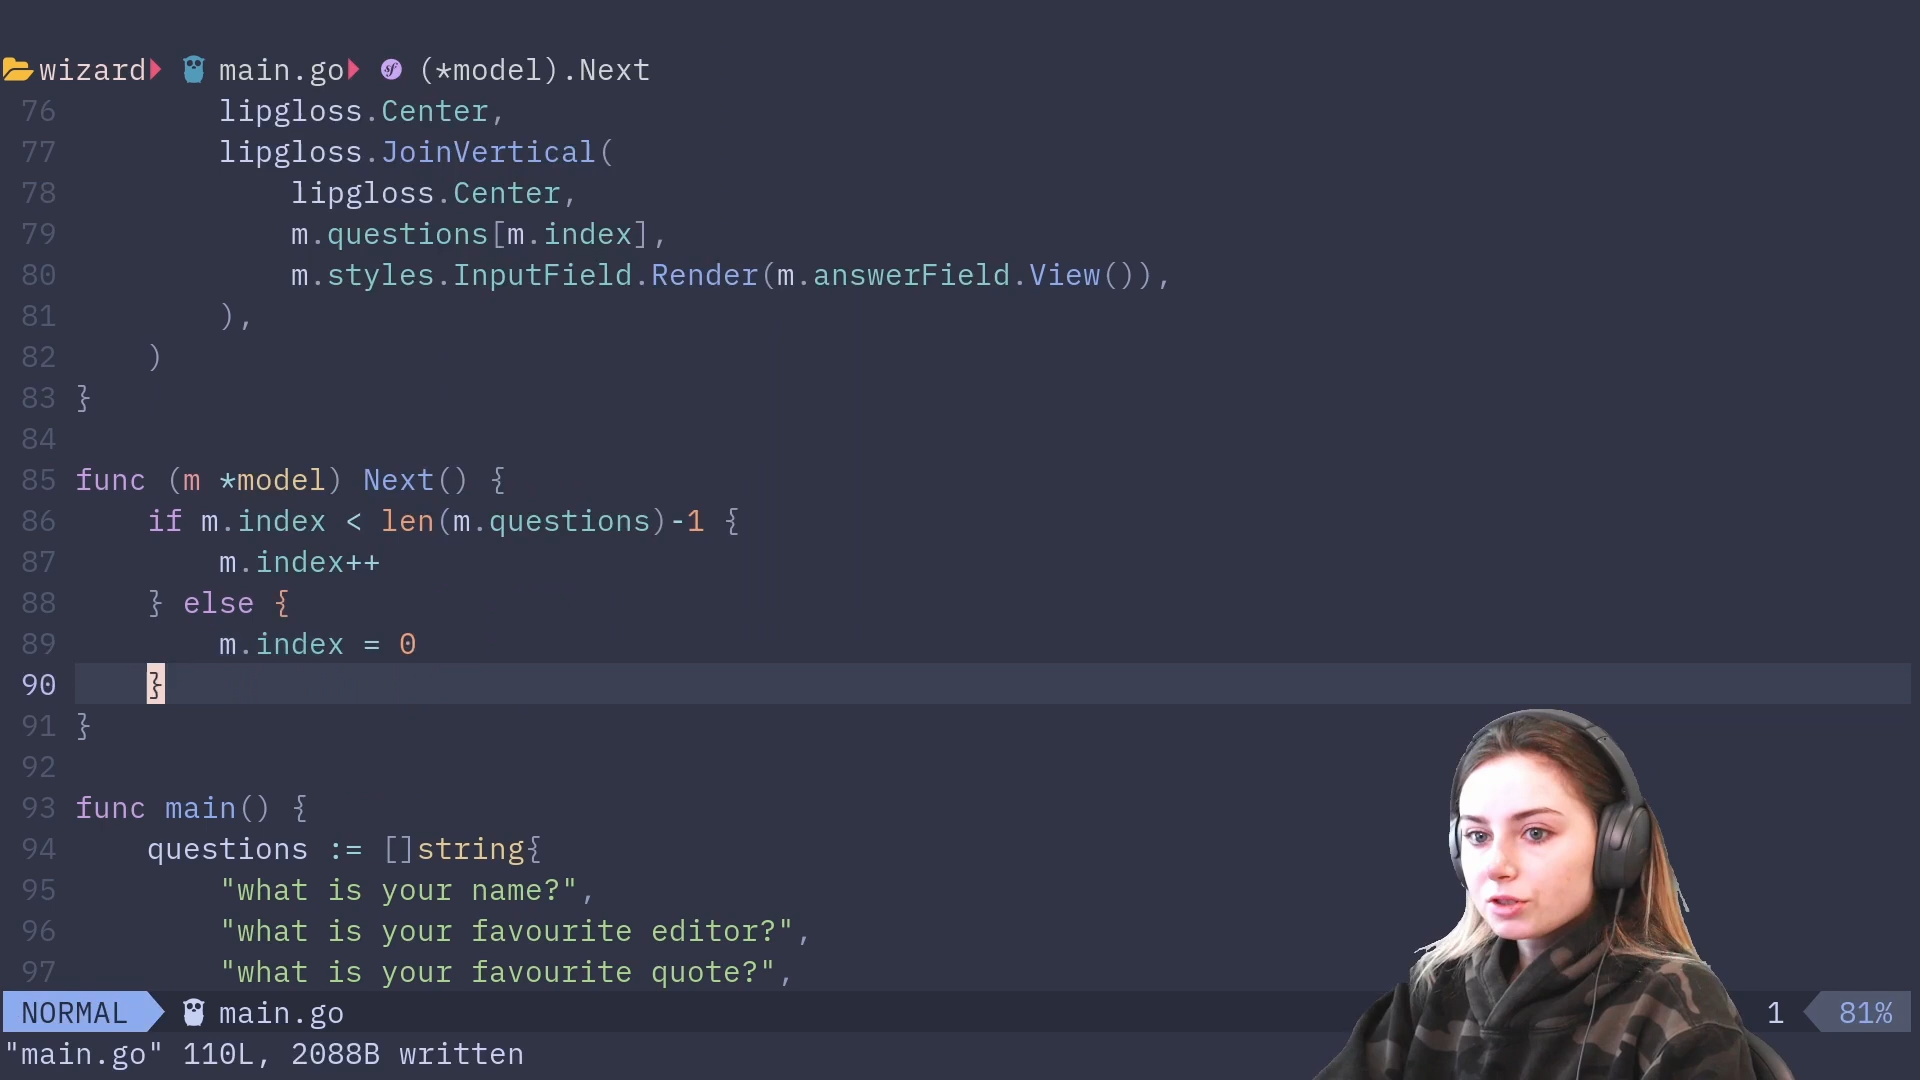 wizard main.go (*model).Next
76 lipgloss.Center,
77 lipgloss.JoinVertical(
78 lipgloss.Center,
79 m.questions[m.index],
80 m.styles.InputField.Render(m.answerField.View()),
81 ),
82 )
83 }
84
85 func (m *model) Next() {
86 if m.index < len(m.questions)-1 {
87 m.index++
88 } else {
89 m.index = 0
90 }
91 }
92
93 func main() {
94 questions := []string{
95 "what is your name?",
96 "what is your favourite editor?",
97 "what is your favourite quote?",
NORMAL main.go 1 81%
"main.go" 110L, 2088B written